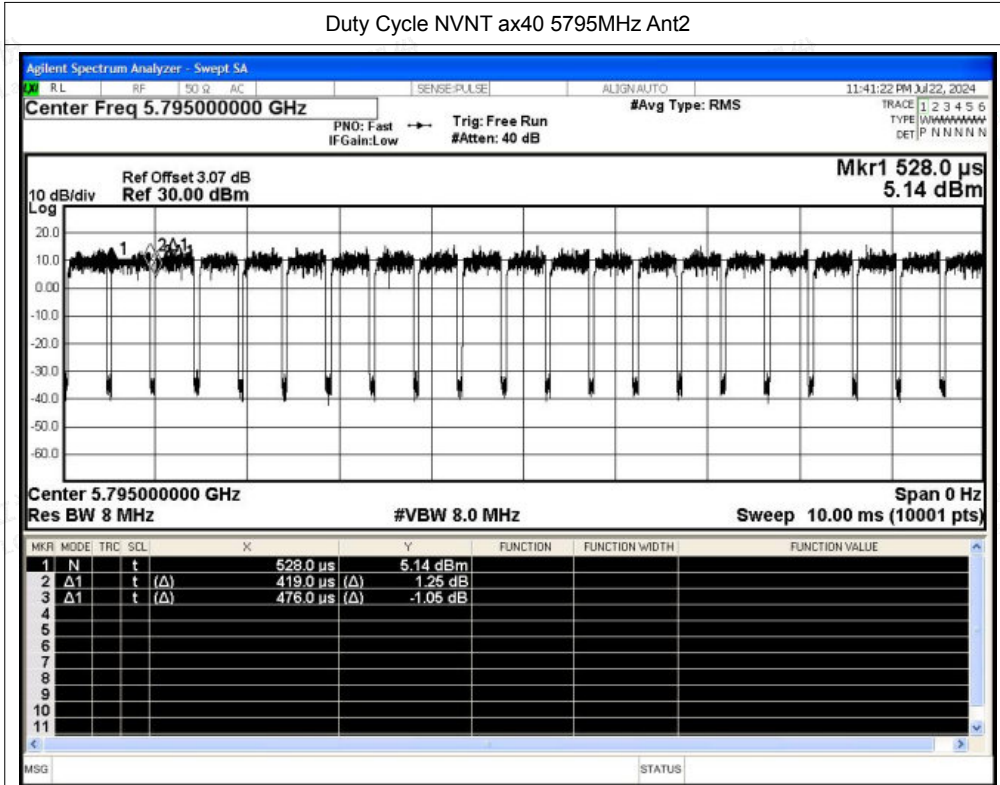 Duty Cycle NVNT ax40 5795MHz Ant2
Agilent Spectrum Analyzer - Swept SA
RL RF 50 Ω AC SENSE:PULSE ALIGNAUTO 11:41:22 PM Jul 22, 2024
Center Freq 5.795000000 GHz #Avg Type: RMS TRACE 1 2 3 4 5 6
PNO: Fast Trig: Free Run TYPE
IFGain:Low #Atten: 40 dB DET P N N N N N
Mkr1 528.0 µs
Ref Offset 3.07 dB 5.14 dBm
10 dB/div Ref 30.00 dBm
Log
20.0
1 2Δ1
10.0
0.00
-10.0
-20.0
-30.0
-40.0
-50.0
-60.0
Center 5.795000000 GHz Span 0 Hz
Res BW 8 MHz #VBW 8.0 MHz Sweep 10.00 ms (10001 pts)
MKR MODE TRC SCL X Y FUNCTION FUNCTION WIDTH FUNCTION VALUE
1 N t 528.0 µs 5.14 dBm
2 Δ1 t (Δ) 419.0 µs (Δ) 1.25 dB
3 Δ1 t (Δ) 476.0 µs (Δ) -1.05 dB
4
5
6
7
8
9
10
11
MSG STATUS